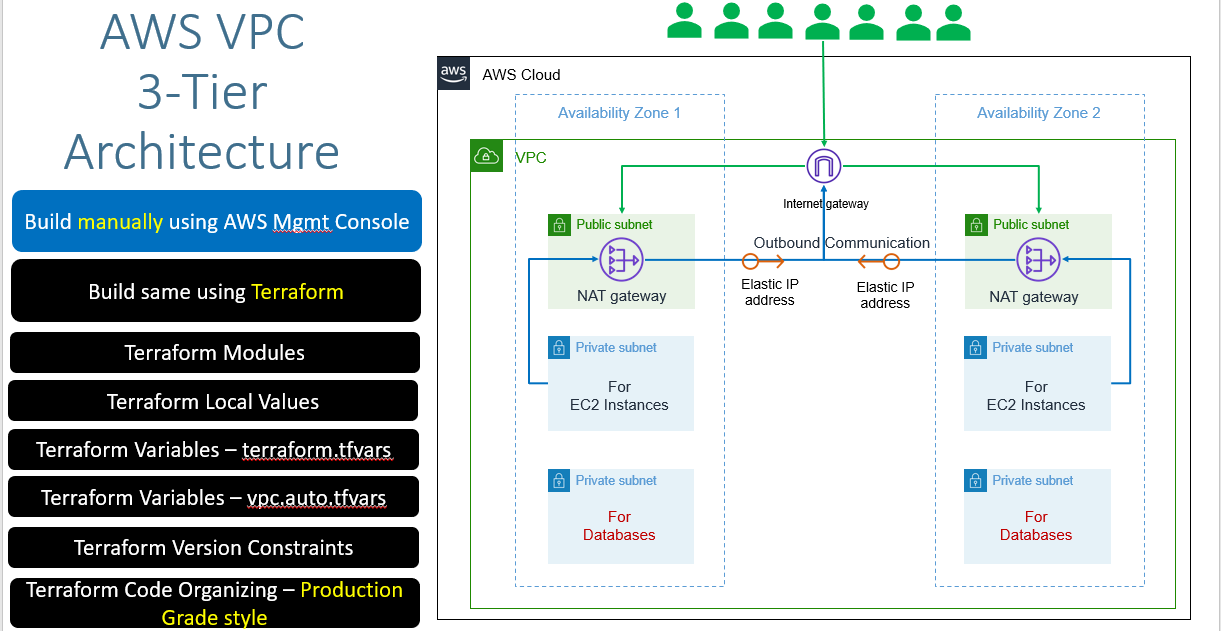 AWS VPC
3-Tier
Architecture
Build manually using AWS Mgmt Console
Build same using Terraform
Terraform Modules
Terraform Local Values
Terraform Variables – terraform.tfvars
Terraform Variables – vpc.auto.tfvars
Terraform Version Constraints
Terraform Code Organizing – Production
Grade style
aws
AWS Cloud
Availability Zone 1
Availability Zone 2
VPC
Internet gateway
Public subnet
NAT gateway
Outbound Communication
Elastic IP
address
Elastic IP
address
Public subnet
NAT gateway
Private subnet
For
EC2 Instances
Private subnet
For
EC2 Instances
Private subnet
For
Databases
Private subnet
For
Databases